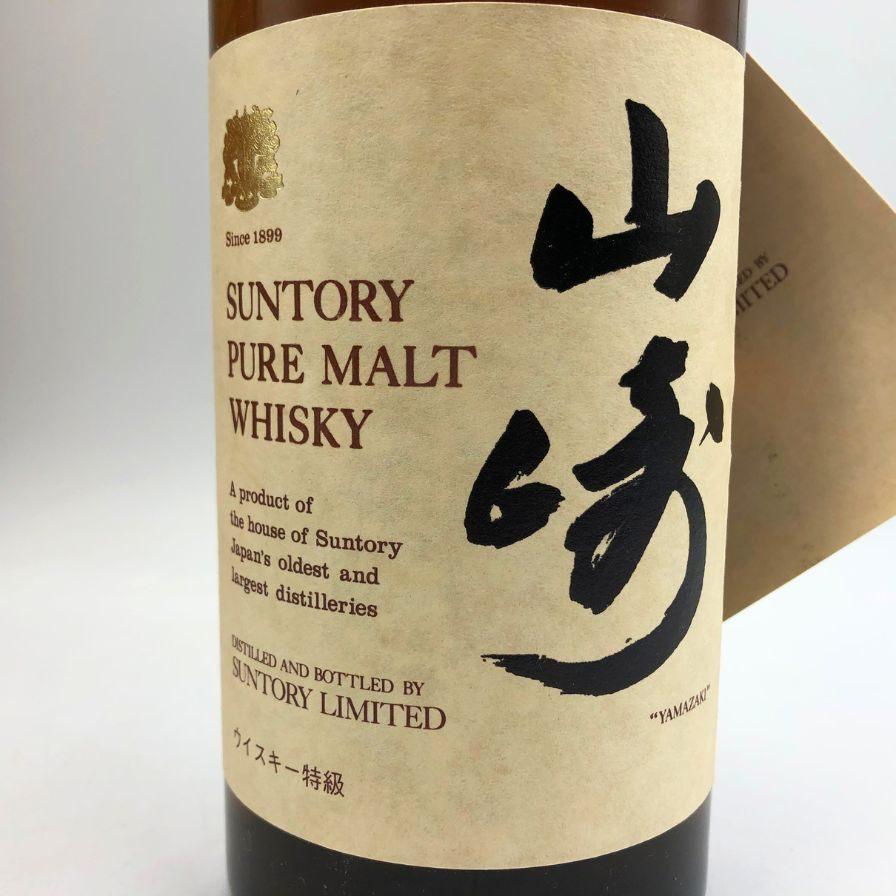 Since 1899
SUNTORY
PURE MALT
WHISKY
A product of
the house of Suntory
Japan's oldest and
largest distilleries
DISTILLED AND BOTTLED BY
SUNTORY LIMITED
ウイスキー特級
山崎
"YAMAZAKI"
BY